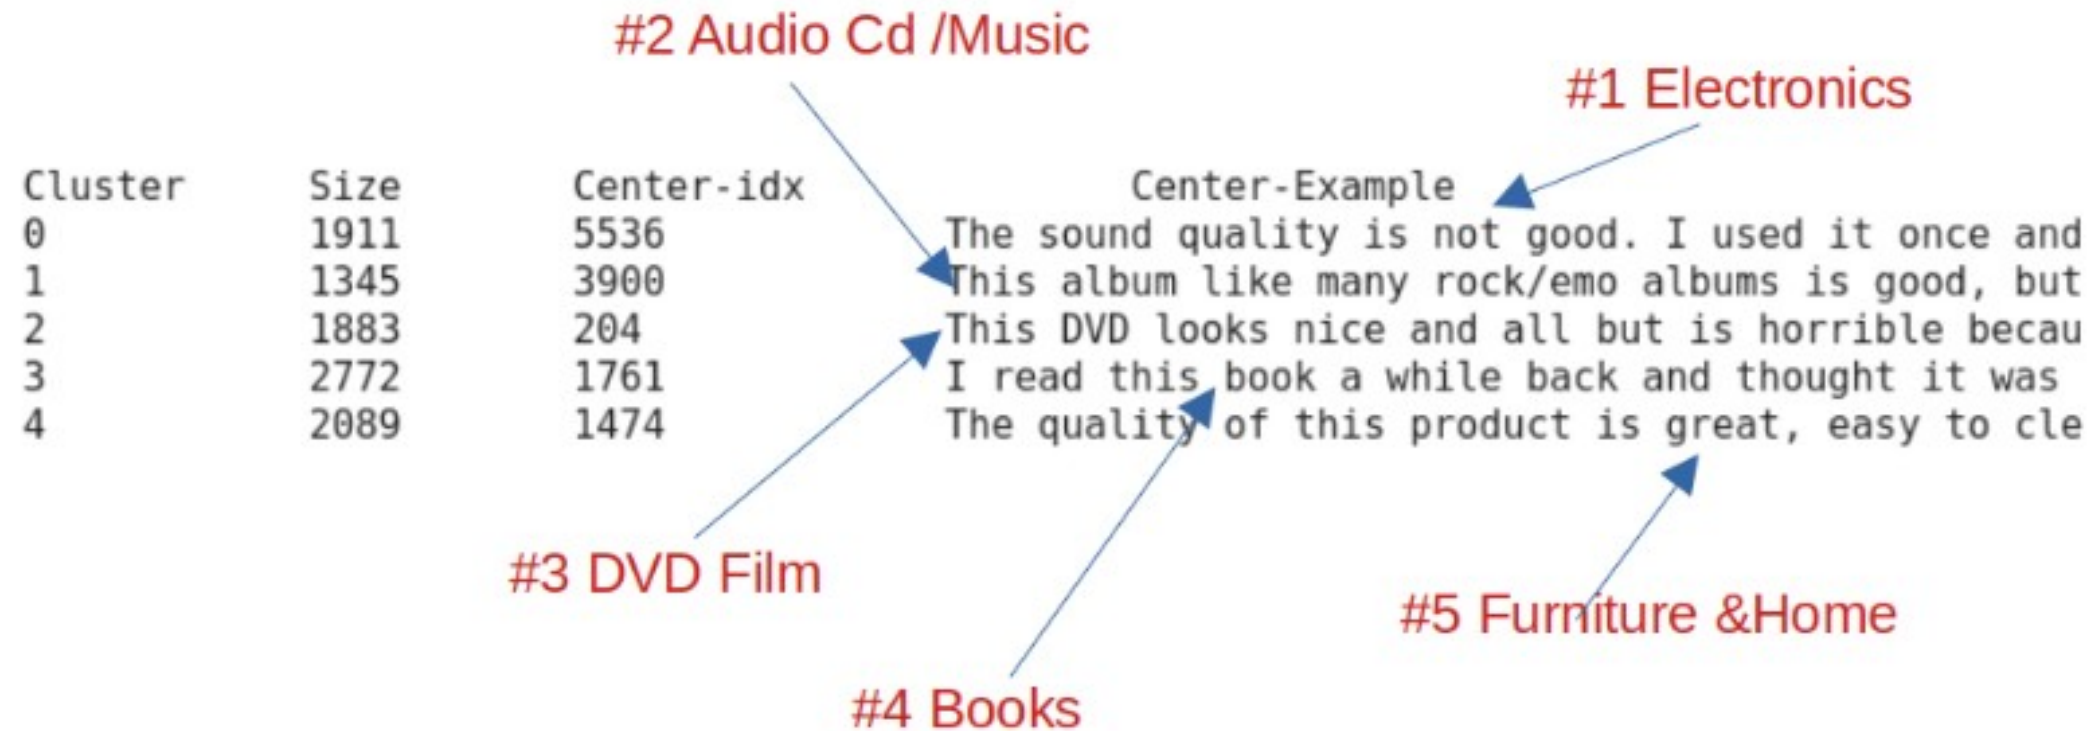 #2 Audio Cd /Music
#1 Electronics
Cluster Size Center-idx Center-Example
0 1911 5536 The sound quality is not good. I used it once and
1 1345 3900 This album like many rock/emo albums is good, but
2 1883 204 This DVD looks nice and all but is horrible becau
3 2772 1761 I read this book a while back and thought it was
4 2089 1474 The quality of this product is great, easy to cle
#3 DVD Film
#5 Furniture &Home
#4 Books